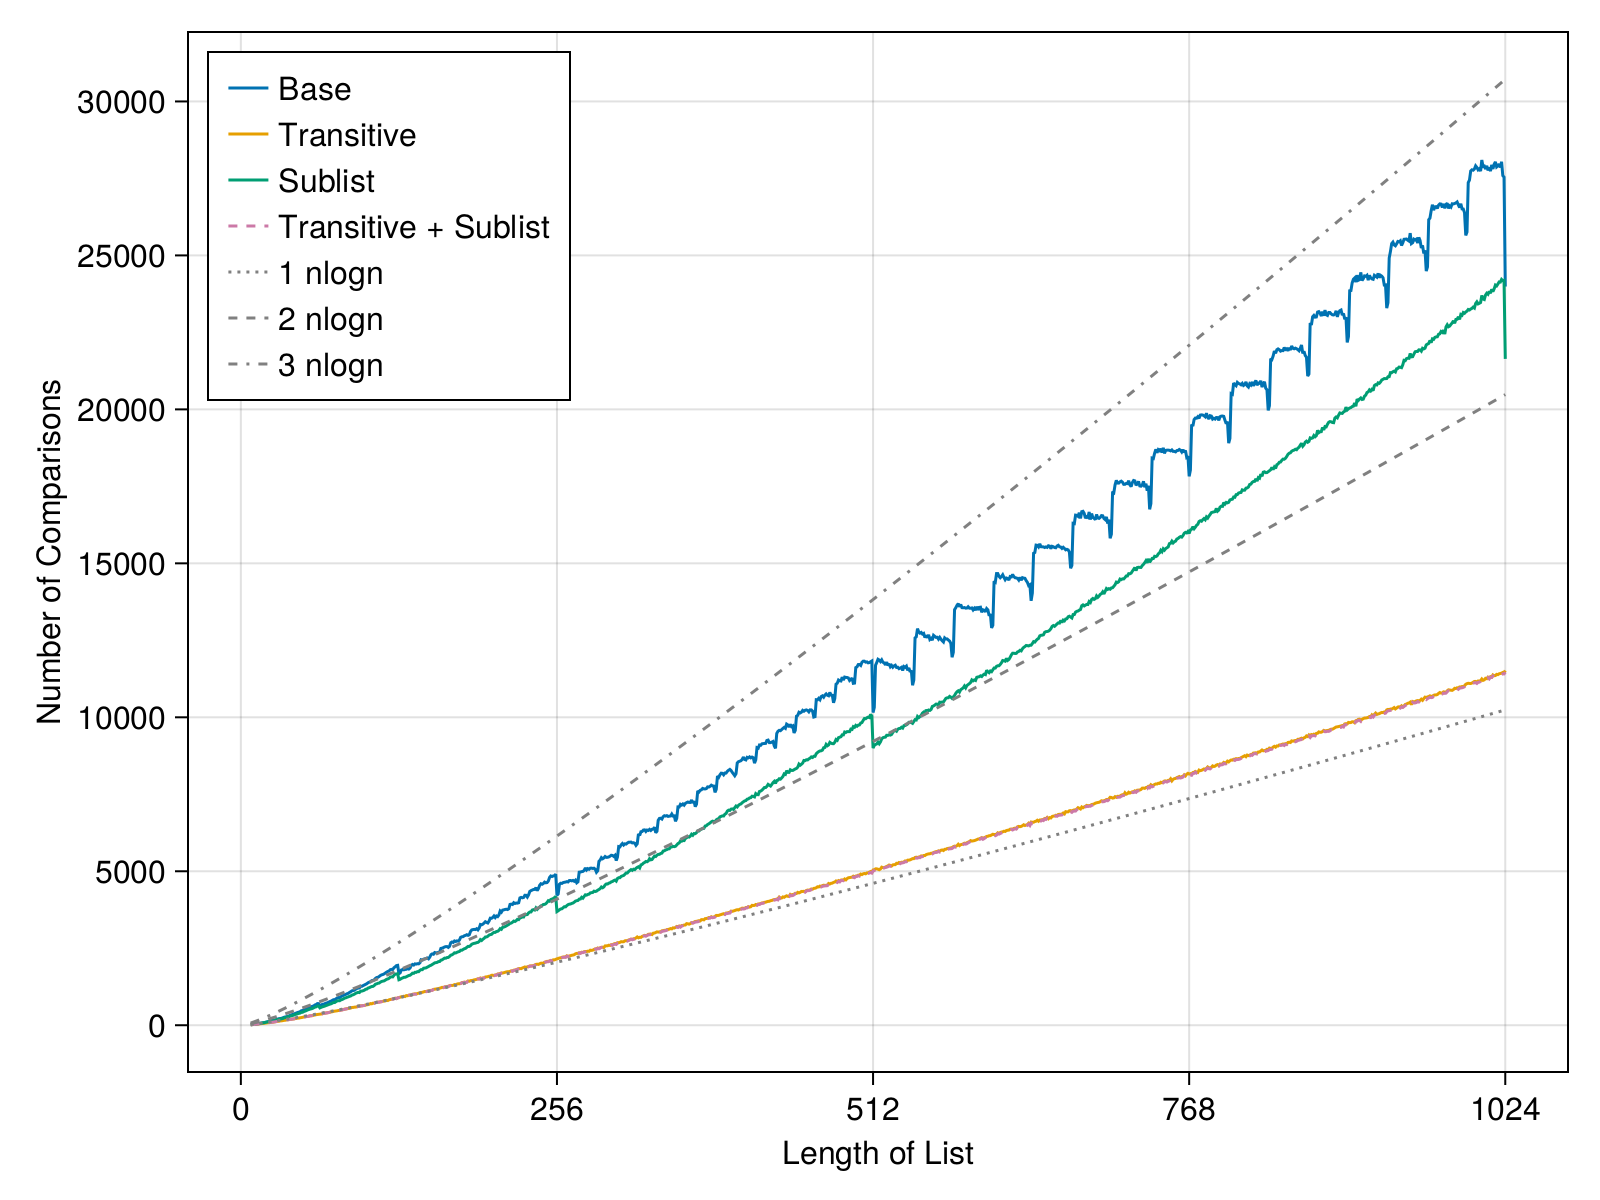 Base
Transitive
Sublist
Transitive + Sublist
1 nlogn
2 nlogn
3 nlogn
30000
25000
20000
15000
10000
5000
0
Number of Comparisons
0 256 512 768 1024
Length of List